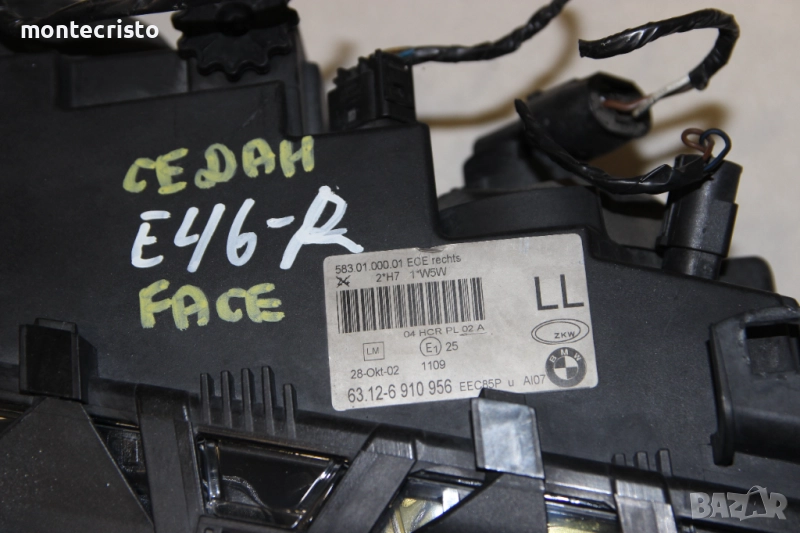 montecristo
СЕДАН
E46-R
FACE
583.01.000.01 ECE rechts
2*H7 1*W5W
LL
04 HCR PL 02 A
ZKW
LM
E1 25
BMW
28-Okt-02 1109
63.12-6 910 956 EEC85P u AI07
BAZAR